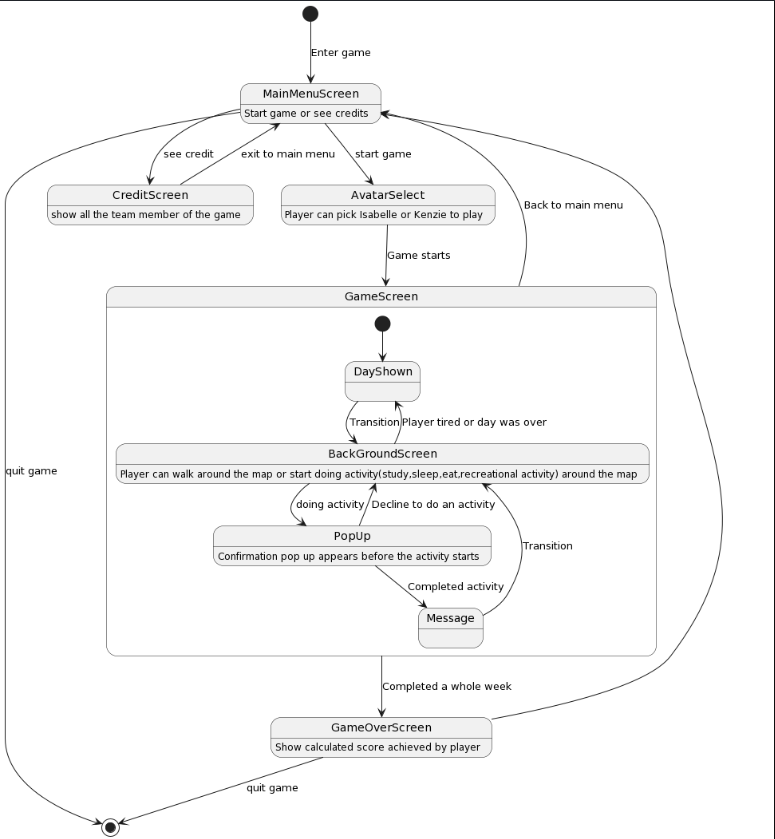 Enter game
MainMenuScreen
Start game or see credits
see credit
exit to main menu
start game
CreditScreen
show all the team member of the game
AvatarSelect
Player can pick Isabelle or Kenzie to play
Back to main menu
Game starts
GameScreen
DayShown
Transition
Player tired or day was over
BackGroundScreen
Player can walk around the map or start doing activity(study,sleep,eat,recreational activity) around the map
quit game
doing activity
Decline to do an activity
PopUp
Confirmation pop up appears before the activity starts
Transition
Completed activity
Message
Completed a whole week
GameOverScreen
Show calculated score achieved by player
quit game